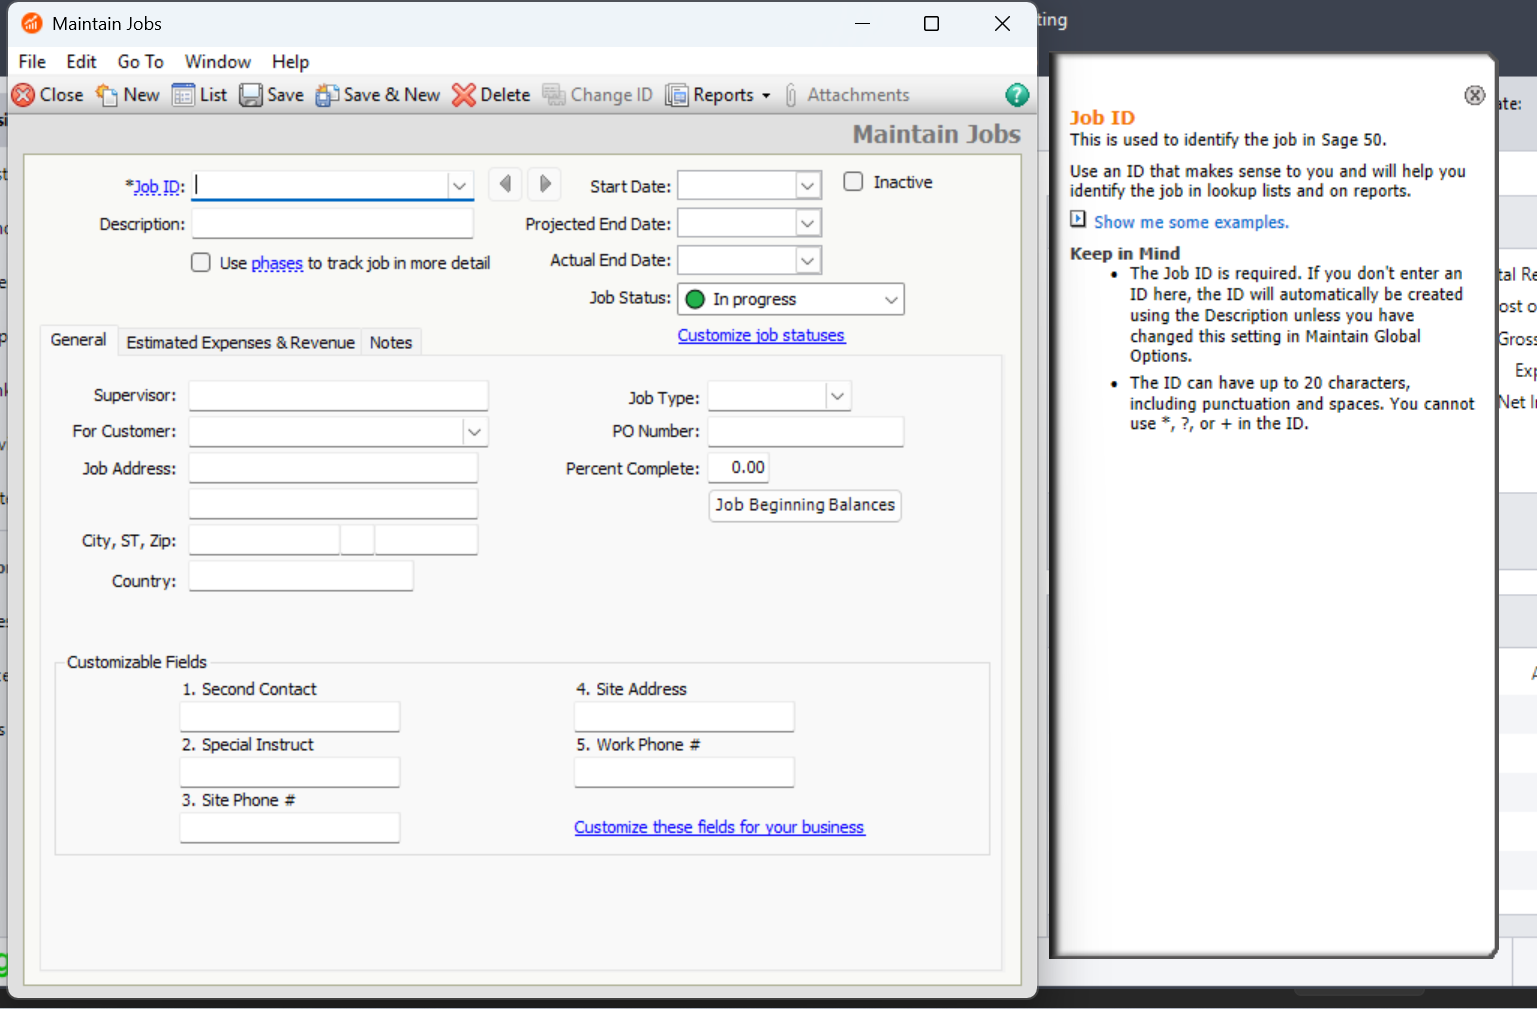 Maintain Jobs
ting
File Edit Go To Window Help
Close New List Save Save & New Delete Change ID Reports Attachments ?
Maintain Jobs
*Job ID:
Start Date:
Inactive
Description:
Projected End Date:
Use phases to track job in more detail
Actual End Date:
Job Status: In progress
Customize job statuses
General Estimated Expenses & Revenue Notes
Supervisor:
Job Type:
For Customer:
PO Number:
Job Address:
Percent Complete: 0.00
Job Beginning Balances
City, ST, Zip:
Country:
Customizable Fields
1. Second Contact
4. Site Address
2. Special Instruct
5. Work Phone #
3. Site Phone #
Customize these fields for your business
Job ID
This is used to identify the job in Sage 50.
Use an ID that makes sense to you and will help you
identify the job in lookup lists and on reports.
Show me some examples.
Keep in Mind
• The Job ID is required. If you don't enter an
ID here, the ID will automatically be created
using the Description unless you have
changed this setting in Maintain Global
Options.
• The ID can have up to 20 characters,
including punctuation and spaces. You cannot
use *, ?, or + in the ID.
ate:
tal Re
ost o
Gross
Exp
Net I